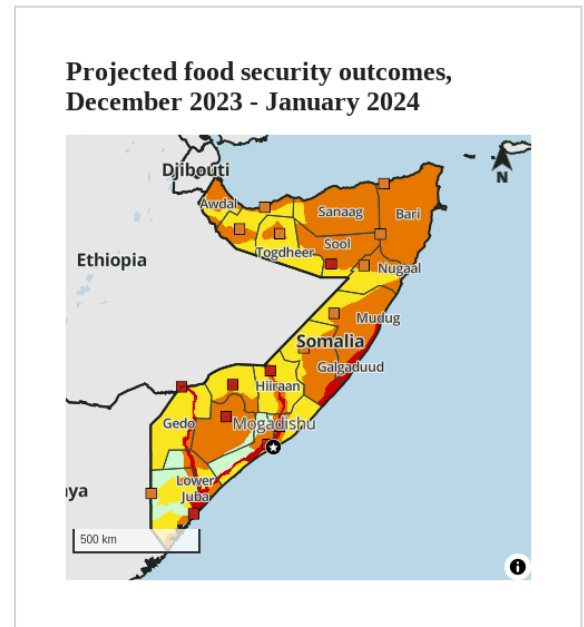 Projected food security outcomes,
December 2023 - January 2024
Djibouti
N
Awdal
Sanaag
Bari
Sool
Togdheer
Ethiopia
Nugaal
Mudug
Somalia
Galgaduud
Hiiraan
Gedo
Mogadishu
Lower
Juba
ya
500 km
i